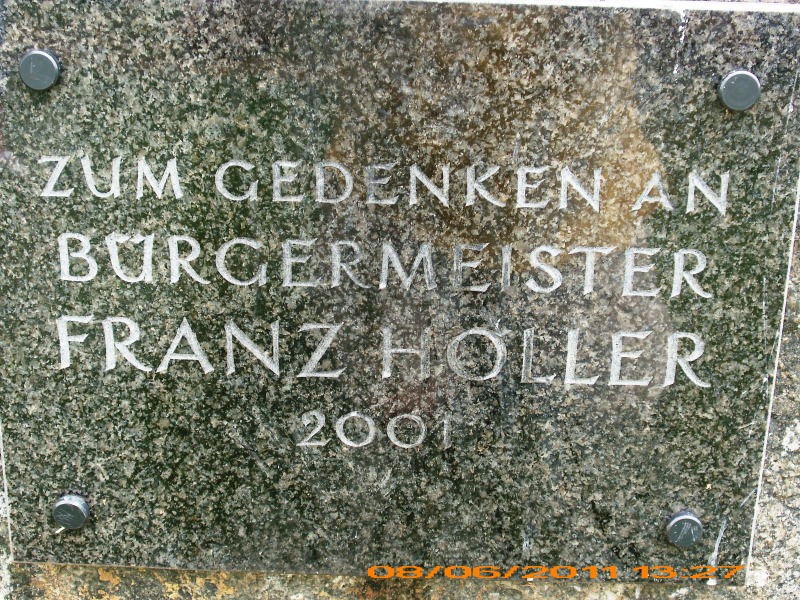 ZUM GEDENKEN AN
BÜRGERMEISTER
FRANZ HÖLLER
2001
08/06/2011 13:27